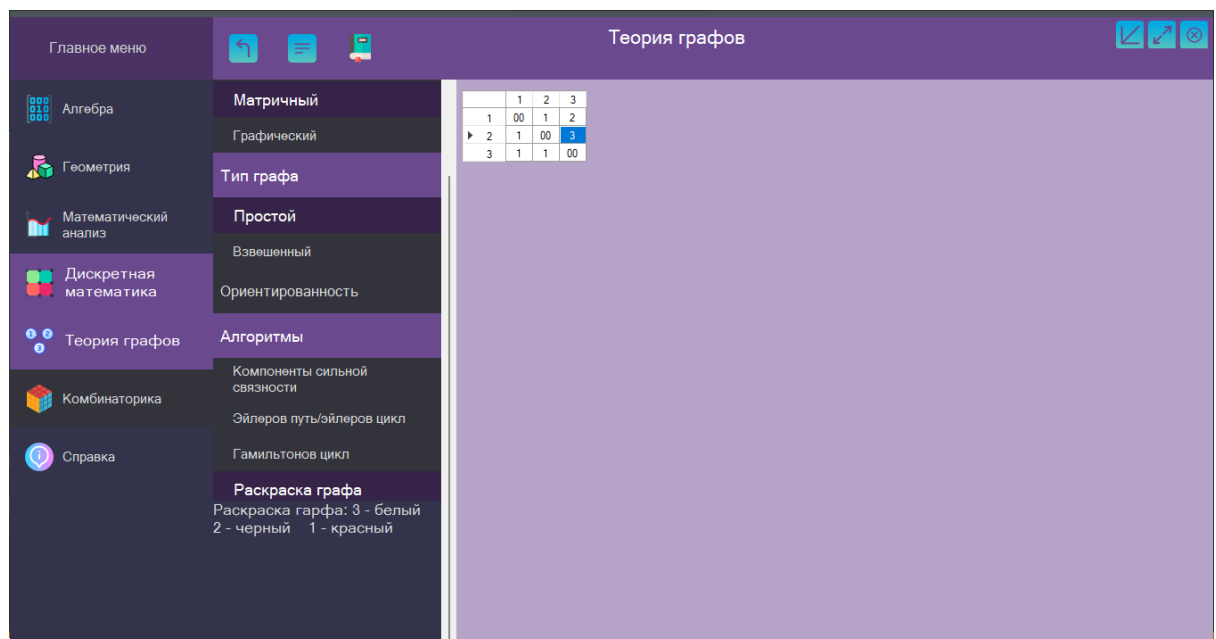 Главное меню
Теория графов
Алгебра
Геометрия
Математический
анализ
Дискретная
математика
Теория графов
Комбинаторика
Справка
Матричный
Графический
Тип графа
Простой
Взвешенный
Ориентированность
Алгоритмы
Компоненты сильной
связности
Эйлеров путь/эйлеров цикл
Гамильтонов цикл
Раскраска графа
Раскраска гарфа: 3 - белый
2 - черный 1 - красный
1 2 3
1 00 1 2
2 1 00 3
3 1 1 00